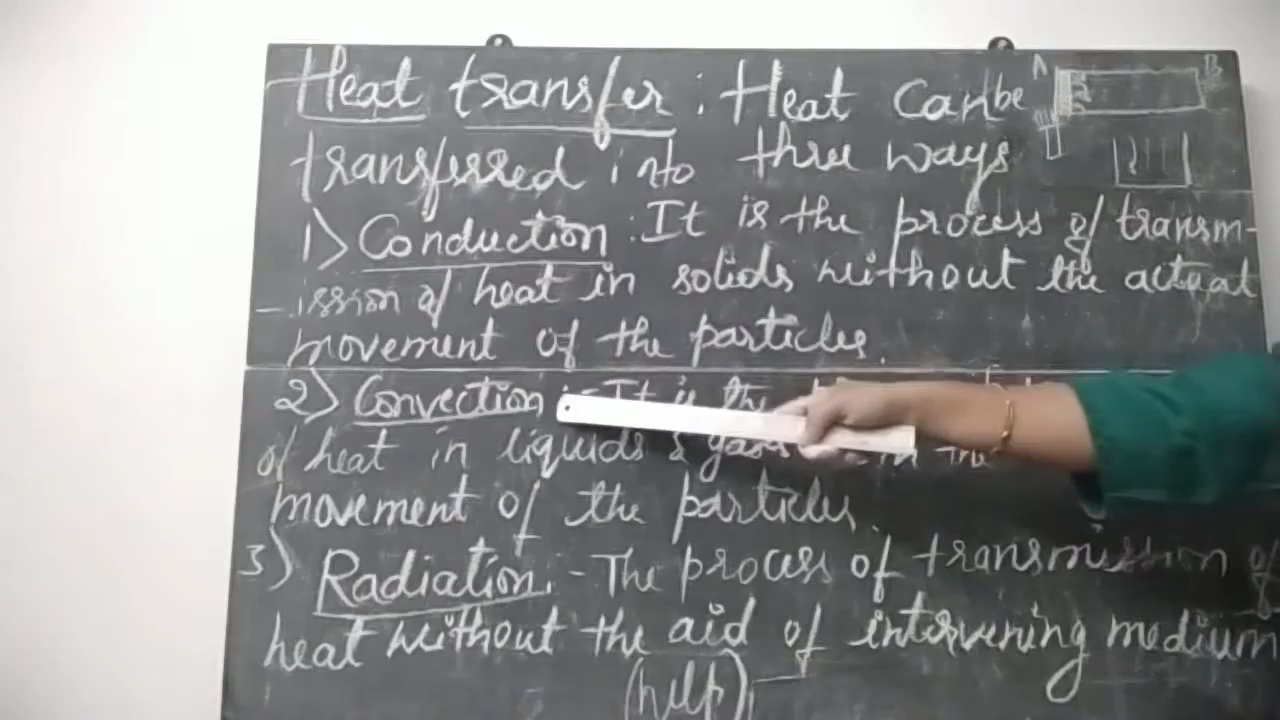 Heat transfer : Heat can be
A B
transferred into three ways
1) Conduction : It is the process of transm-
-ission of heat in solids without the actual
movement of the particles.
2) Convection :- It is the
of heat in liquids & gases
movement of the particles.
3) Radiation. - The process of transmission of
heat without the aid of intervening medium
(help)